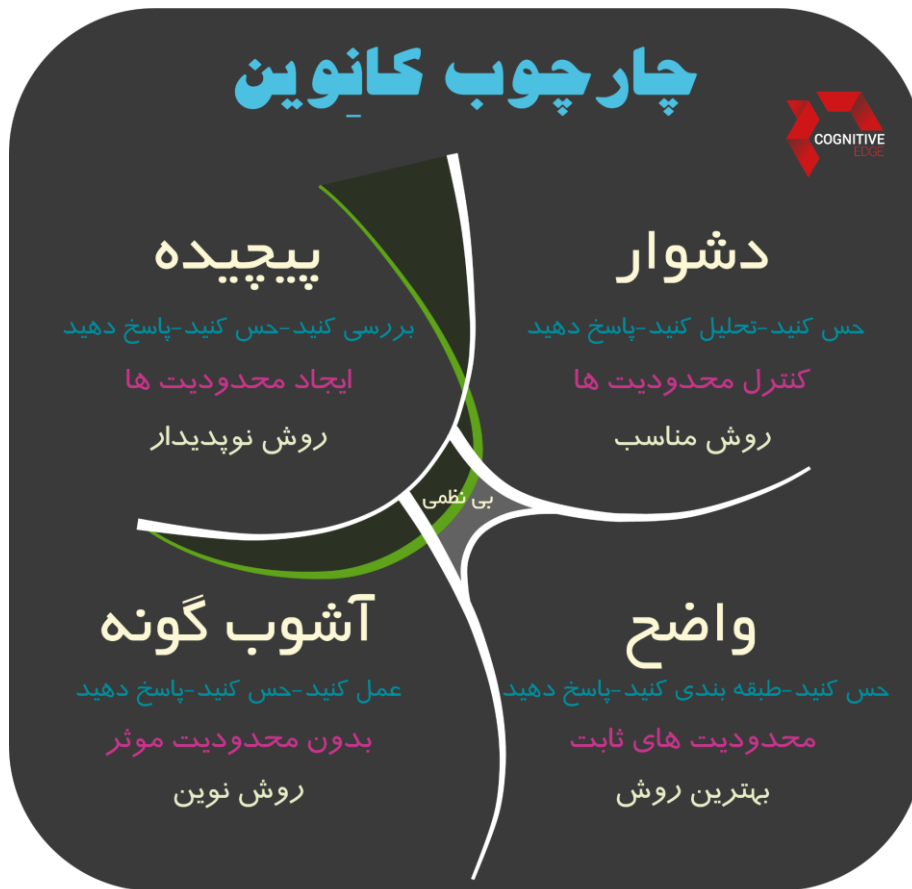 چارچوب کانِوین
COGNITIVE
EDGE
دشوار
حس کنید-تحلیل کنید-پاسخ دهید
کنترل محدودیت ها
روش مناسب
پیچیده
بررسی کنید-حس کنید-پاسخ دهید
ایجاد محدودیت ها
روش نوپدیدار
بی نظمی
واضح
حس کنید-طبقه بندی کنید-پاسخ دهید
محدودیت های ثابت
بهترین روش
آشوب گونه
عمل کنید-حس کنید-پاسخ دهید
بدون محدودیت موثر
روش نوین